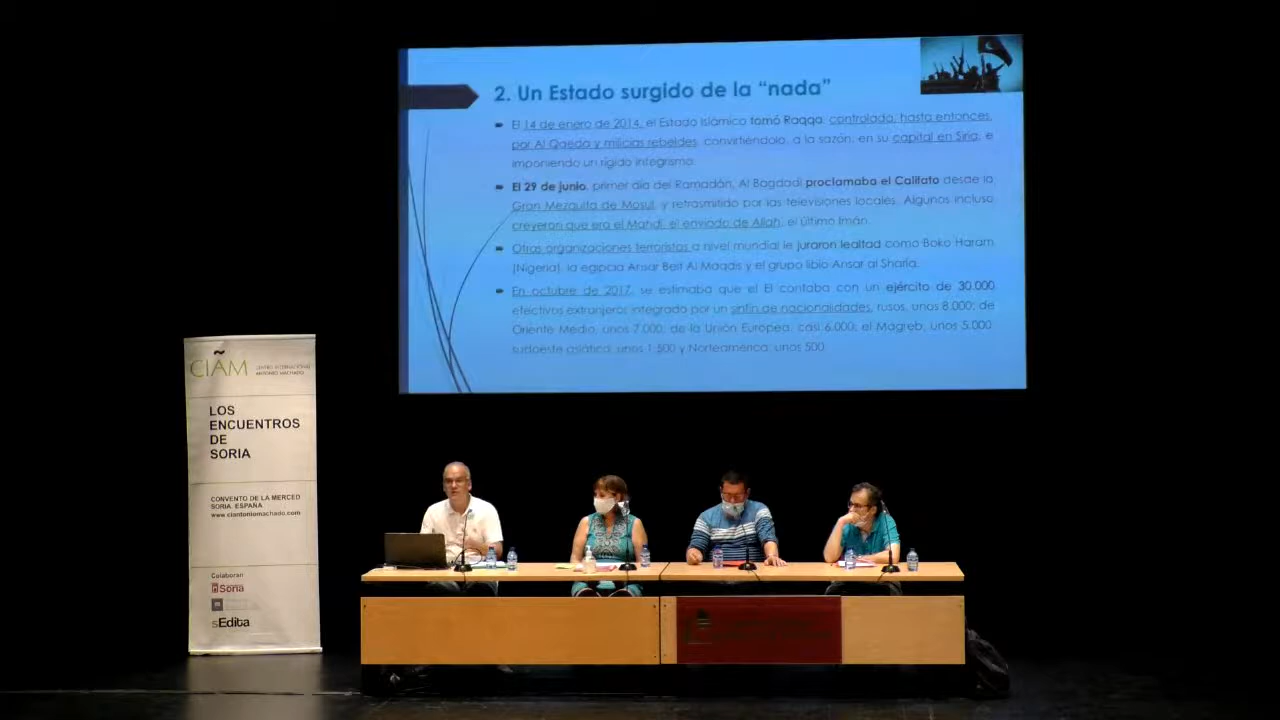 2. Un Estado surgido de la “nada”
El 14 de enero de 2014, el Estado Islámico tomó Raqqa, controlada, hasta entonces,
por Al Qaeda y milicias rebeldes, convirtiéndola, a la sazón, en su capital en Siria, e
imponiendo un rígido integrismo.
El 29 de junio, primer día del Ramadán, Al Bagdadi proclamaba el Califato desde la
Gran Mezquita de Mosul, y retrasmitido por las televisiones locales. Algunos incluso
creyeron que era el Mahdi, el enviado de Allah, el último Imán.
Otras organizaciones terroristas a nivel mundial le juraron lealtad como Boko Haram
(Nigeria), la egipcia Ansar Beit Al Maqdis y el grupo libio Ansar al Sharia.
En octubre de 2017, se estimaba que el EI contaba con un ejército de 30.000
efectivos extranjeros integrado por un sinfín de nacionalidades, rusos, unos 8.000; de
Oriente Medio, unos 7.000; de la Unión Europea, casi 6.000; el Magreb, unos 5.000
sudoeste asiático, unos 1.500 y Norteamérica, unos 500.
CIÃM CENTRO INTERNACIONAL
ANTONIO MACHADO
LOS
ENCUENTROS
DE
SORIA
CONVENTO DE LA MERCED
SORIA. ESPAÑA
www.ciantoniomachado.com
Colaboran
Soria
sEdita